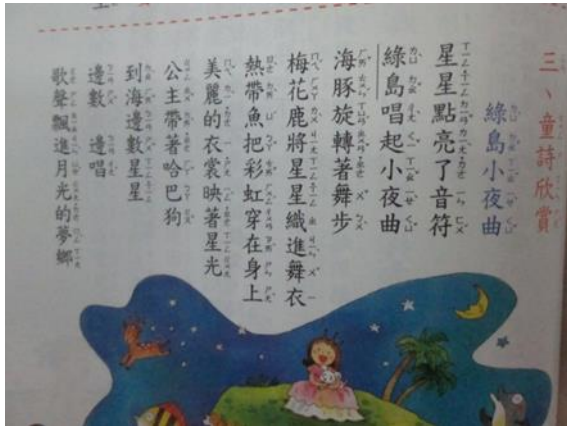 三、童詩欣賞
綠島小夜曲
星星點亮了音符
綠島唱起小夜曲
海豚旋轉著舞步
梅花鹿將星星織進舞衣
熱帶魚把彩虹穿在身上
美麗的衣裳映著星光
公主帶著哈巴狗
到海邊數星星
邊數 邊唱
歌聲飄進月光的夢鄉